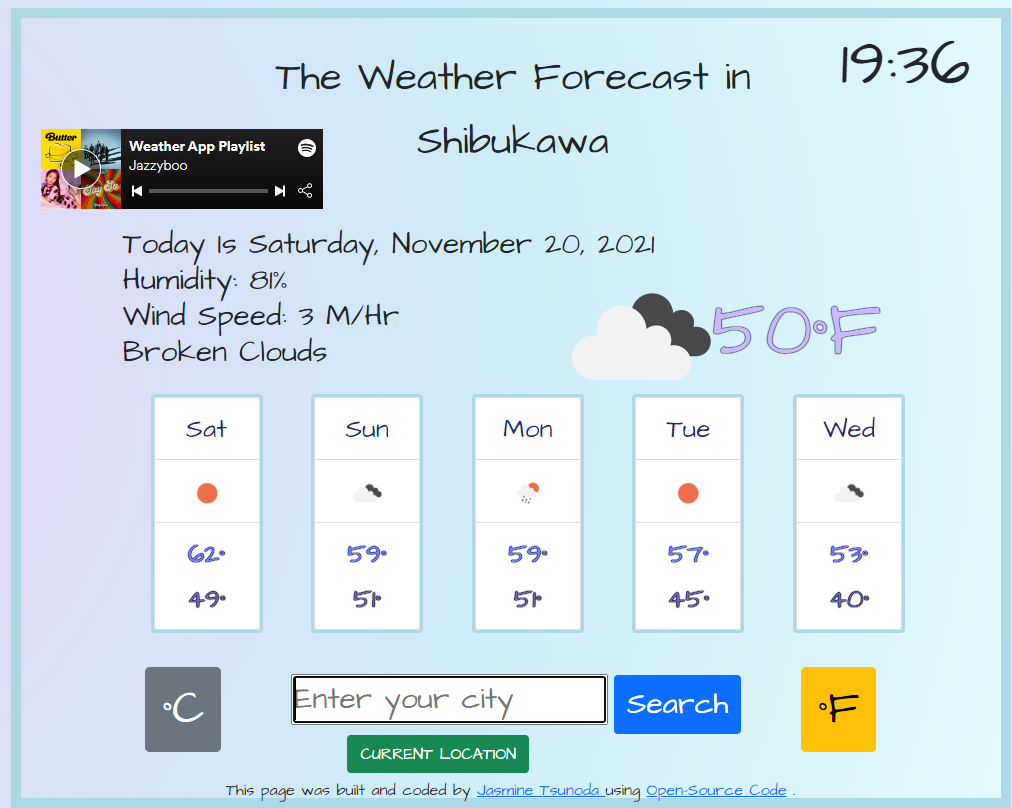 The Weather Forecast in
Shibukawa
19:36
Butter
Say So
Weather App Playlist
Jazzyboo
Today Is Saturday, November 20, 2021
Humidity: 81%
Wind Speed: 3 M/Hr
Broken Clouds
50°F
Sat Sun Mon Tue Wed
62° 59° 59° 57° 53°
49° 51° 51° 45° 40°
°C
Enter your city
Search
°F
CURRENT LOCATION
This page was built and coded by Jasmine Tsunoda using Open-Source Code .